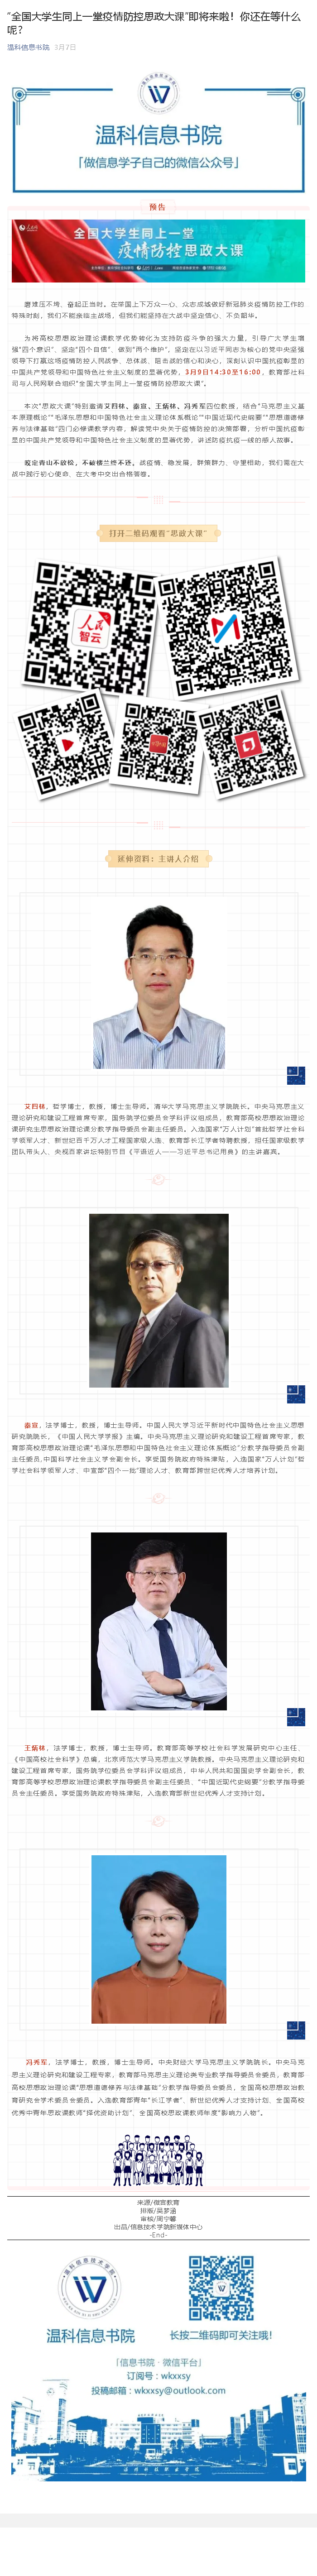 “全国大学生同上一堂疫情防控思政大课”即将来啦！你还在等什么
呢？
温科信息书院 3月7日
温科信息书院
「做信息学子自己的微信公众号」
预告
人民网
全国大学生同上一堂
疫情防控思政大课
磨难压不垮，奋起正当时。在举国上下万众一心、众志成城做好新冠肺炎疫情防控工作的
特殊时刻，我们不能亲临主战场，但我们能坚持在大战中坚定信心、不负韶华。
为将高校思想政治理论课教学优势转化为支持防疫斗争的强大力量，引导广大学生增
强“四个意识”、坚定“四个自信”、做到“两个维护”，坚定在以习近平同志为核心的党中央坚强
领导下打赢这场疫情防控人民战争、总体战、阻击战的信心和决心，深刻认识中国抗疫彰显的
中国共产党领导和中国特色社会主义制度的显著优势，3月9日14:30至16:00，教育部社科
司与人民网联合组织“全国大学生同上一堂疫情防控思政大课”。
本次“思政大课”特别邀请艾四林、秦宣、王炳林、冯秀军四位教授，结合“马克思主义基
本原理概论”“毛泽东思想和中国特色社会主义理论体系概论”“中国近现代史纲要”“思想道德修
养与法律基础”四门必修课教学内容，解读党中央关于疫情防控的决策部署，分析中国抗疫彰
显的中国共产党领导和中国特色社会主义制度的显著优势，讲述防疫抗疫一线的感人故事。
咬定青山不放松，不破楼兰终不还。战疫情、稳发展，群策群力、守望相助，我们需在大
战中践行初心使命、在大考中交出合格答卷。
打开二维码观看“思政大课”
人民智云
延伸资料：主讲人介绍
艾四林，哲学博士，教授，博士生导师。清华大学马克思主义学院院长。中央马克思主义
理论研究和建设工程首席专家，国务院学位委员会学科评议组成员，教育部高校思想政治理论
课研究生思想政治理论课分教学指导委员会副主任委员。入选国家“万人计划”首批哲学社会科
学领军人才、新世纪百千万人才工程国家级人选、教育部长江学者特聘教授，担任国家级教学
团队带头人、央视百家讲坛特别节目《平语近人——习近平总书记用典》的主讲嘉宾。
秦宣，法学博士，教授，博士生导师。中国人民大学习近平新时代中国特色社会主义思想
研究院院长，《中国人民大学学报》主编。中央马克思主义理论研究和建设工程首席专家，教
育部高校思想政治理论课“毛泽东思想和中国特色社会主义理论体系概论”分教学指导委员会副
主任委员,中国科学社会主义学会副会长。享受国务院政府特殊津贴，入选国家“万人计划”哲
学社会科学领军人才、中宣部“四个一批”理论人才、教育部跨世纪优秀人才培养计划。
王炳林，法学博士，教授，博士生导师。教育部高等学校社会科学发展研究中心主任、
《中国高校社会科学》总编，北京师范大学马克思主义学院教授。中央马克思主义理论研究和
建设工程首席专家，国务院学位委员会学科评议组成员，中华人民共和国国史学会副会长，教
育部高等学校思想政治理论课教学指导委员会副主任委员、“中国近现代史纲要”分教学指导委
员会主任委员。享受国务院政府特殊津贴，入选教育部新世纪优秀人才支持计划。
冯秀军，法学博士，教授，博士生导师。中央财经大学马克思主义学院院长。中央马克
思主义理论研究和建设工程专家，教育部马克思主义理论类专业教学指导委员会委员，教育部
高校思想政治理论课“思想道德修养与法律基础”分教学指导委员会委员，全国高校思想政治教
育研究会学术委员会委员。入选教育部青年“长江学者”、新世纪优秀人才支持计划、全国高校
优秀中青年思政课教师“择优资助计划”、全国高校思政课教师年度“影响力人物”。
来源/微言教育
排版/吴梦涵
审核/周宁馨
出品/信息技术学院新媒体中心
-End-
温科信息书院
长按二维码即可关注哦！
「信息书院 · 微信平台」
订阅号：wkxxsy
投稿邮箱：wkxxsy@outlook.com
温州科技职业学院